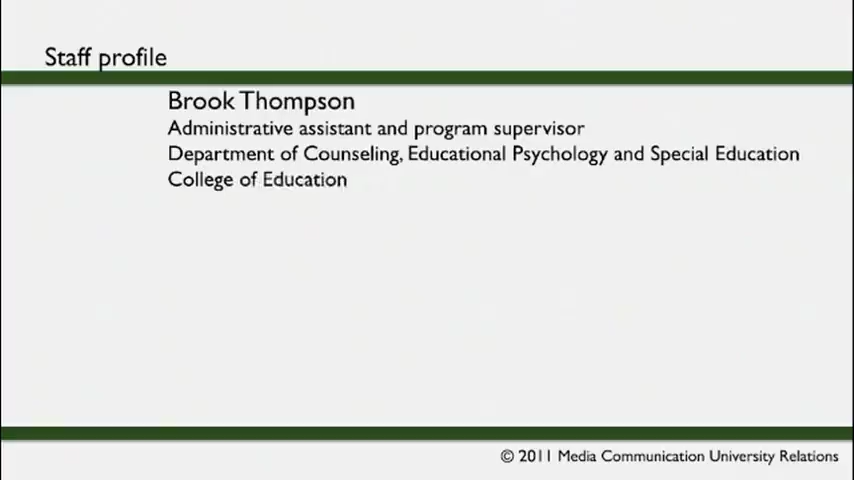 Staff profile
Brook Thompson
Administrative assistant and program supervisor
Department of Counseling, Educational Psychology and Special Education
College of Education
© 2011 Media Communication University Relations